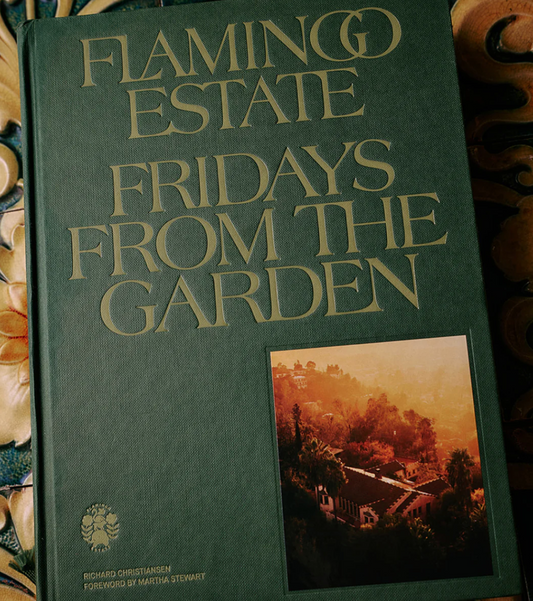 FLAMINGO
ESTATE
FRIDAYS
FROM THE
GARDEN
RICHARD CHRISTIANSEN
FOREWORD BY MARTHA STEWART